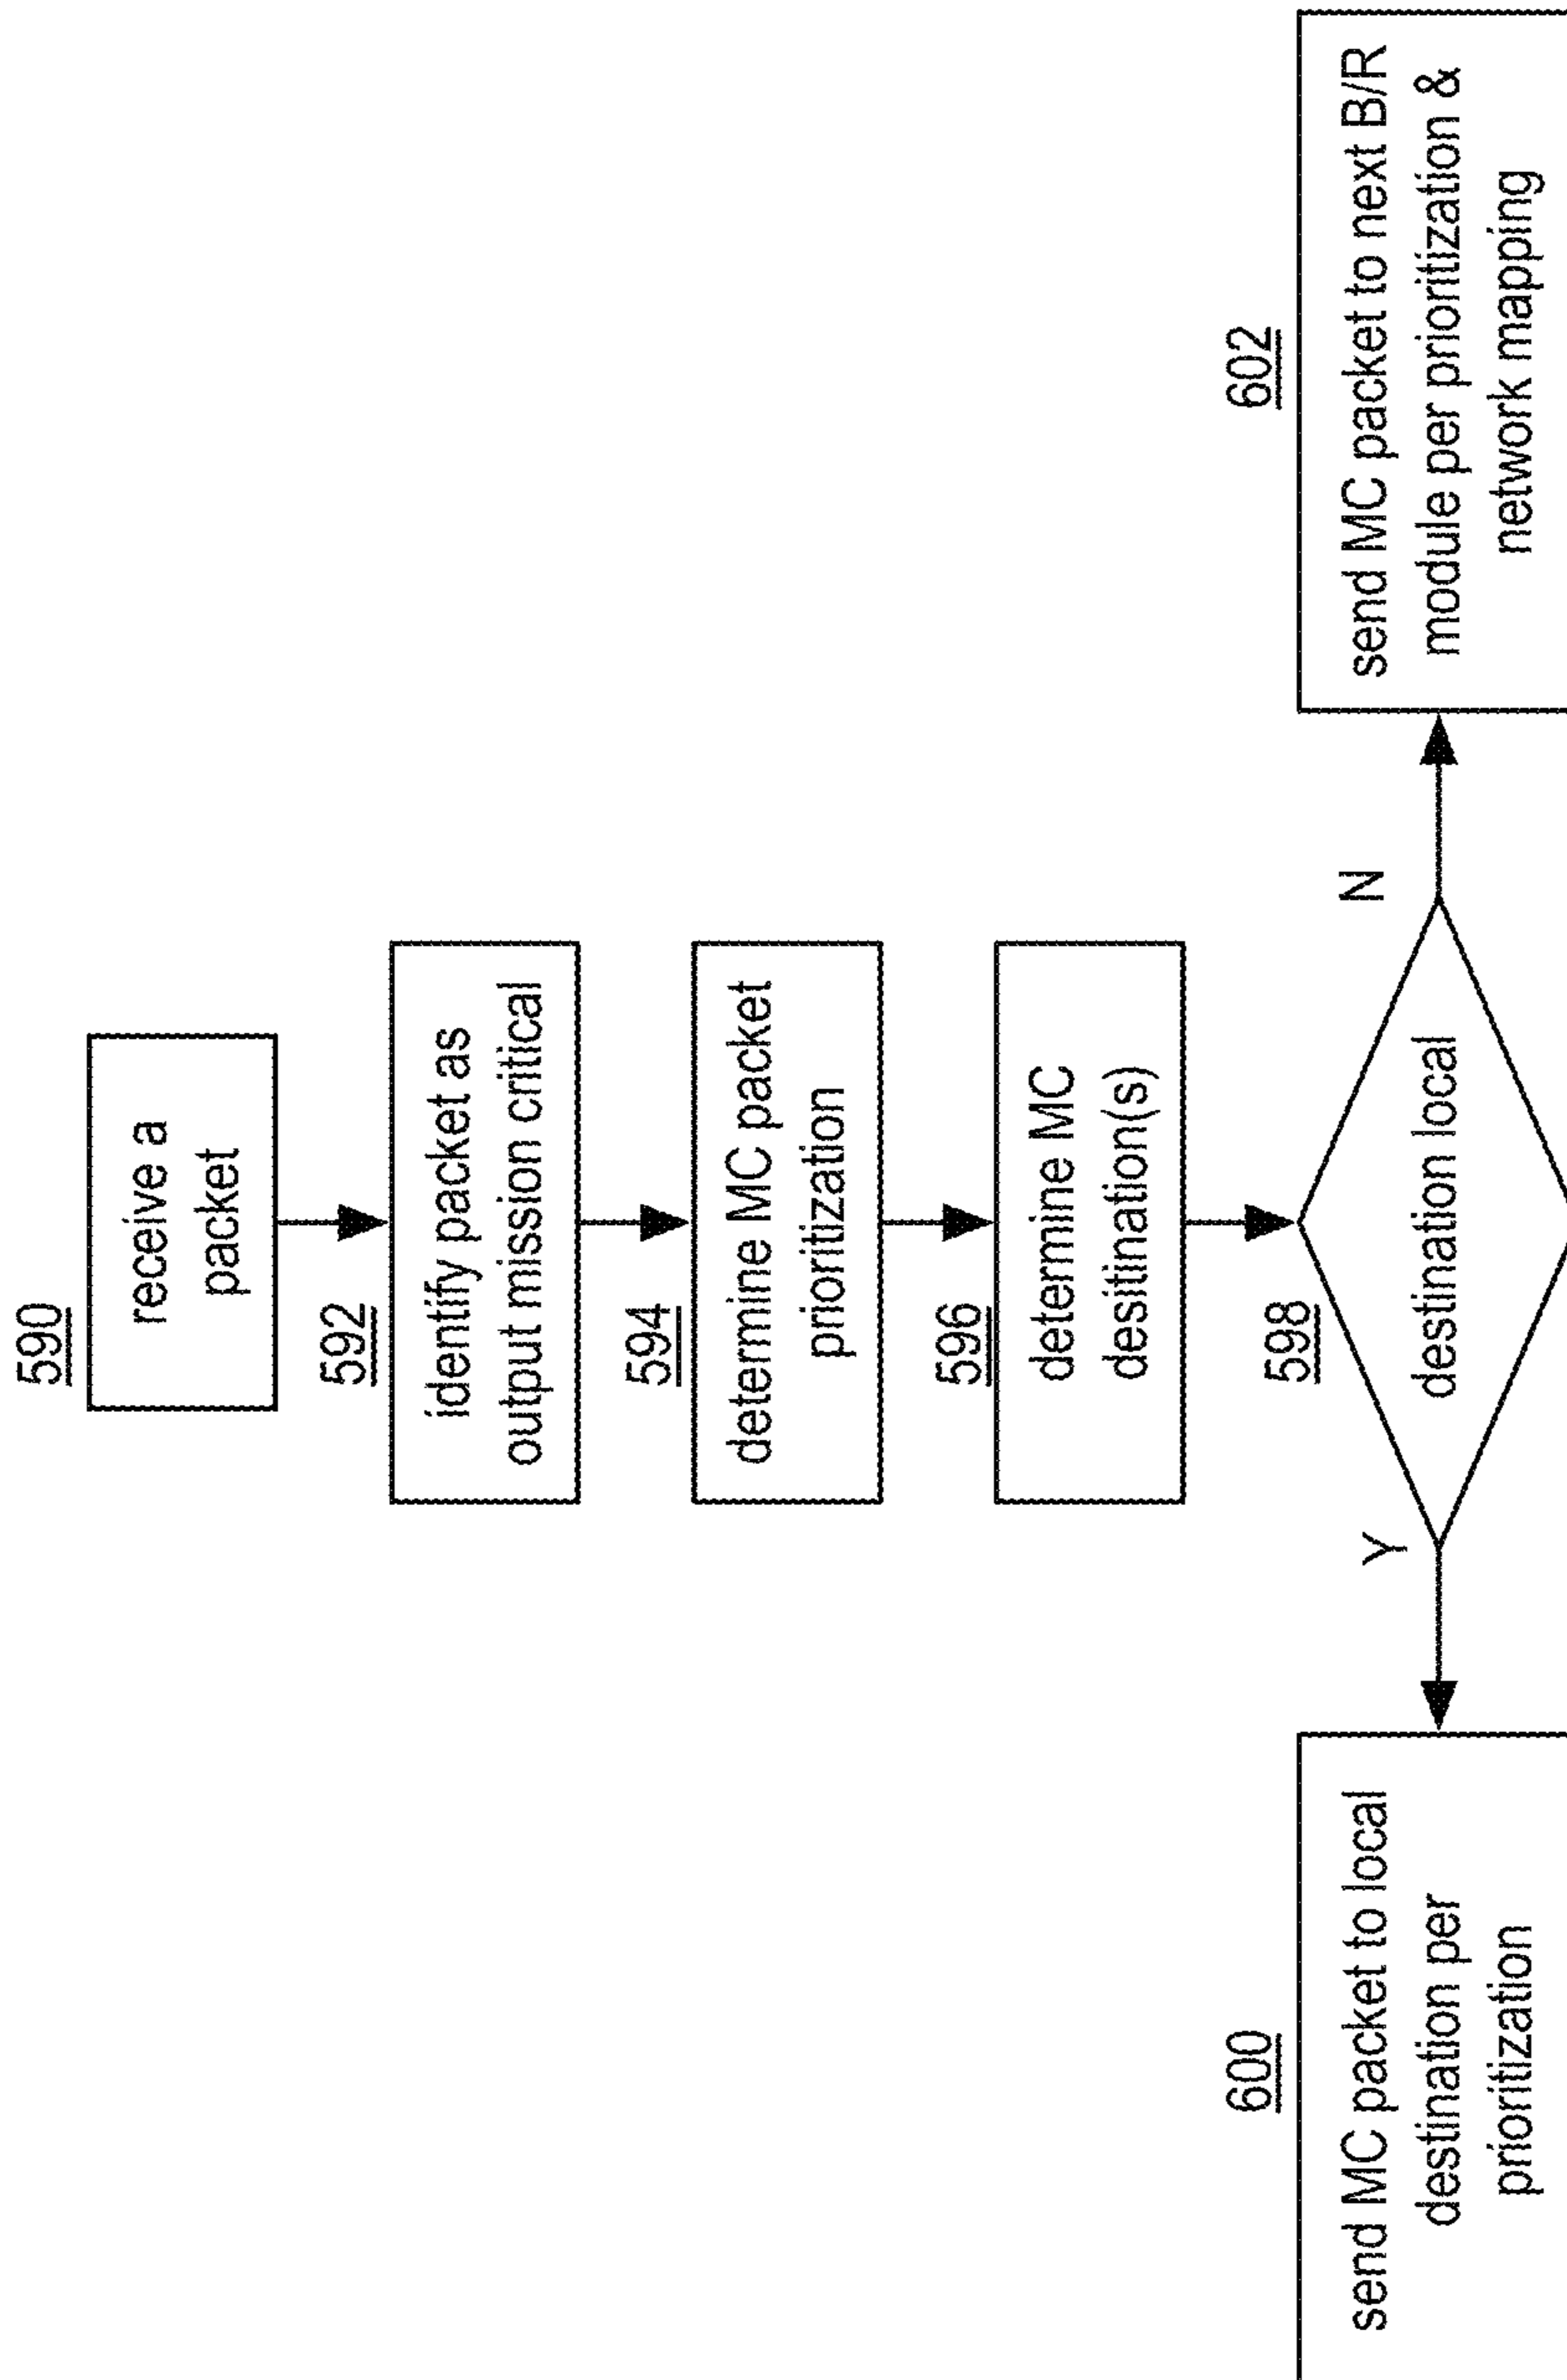 590
receive a
packet
592
identify packet as
output mission critical
594
determine MC packet
prioritization
596
determine MC
desitination(s)
598
destination local
Y
N
600
send MC packet to local
destination per
prioritization
602
send MC packet to next B/R
module per prioritization &
network mapping